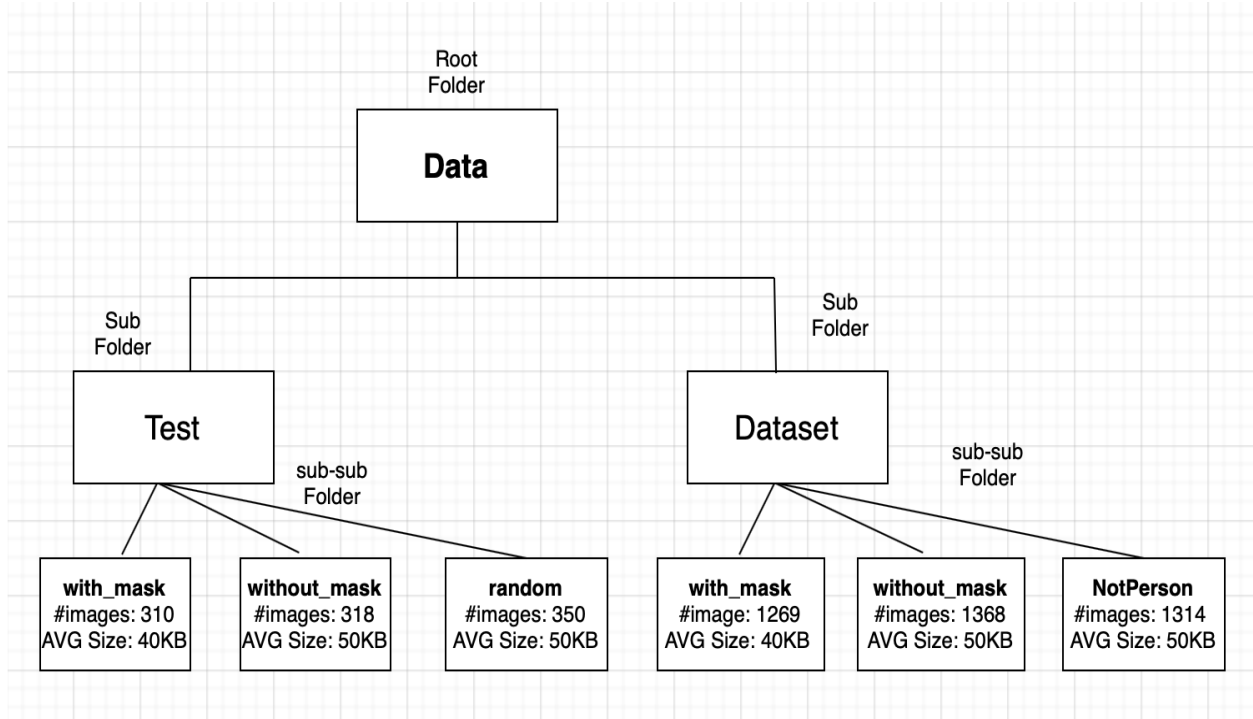 Root
Folder
Data
Sub
Folder
Sub
Folder
Test
Dataset
sub-sub
Folder
sub-sub
Folder
with_mask
#images: 310
AVG Size: 40KB
without_mask
#images: 318
AVG Size: 50KB
random
#images: 350
AVG Size: 50KB
with_mask
#image: 1269
AVG Size: 40KB
without_mask
#images: 1368
AVG Size: 50KB
NotPerson
#images: 1314
AVG Size: 50KB